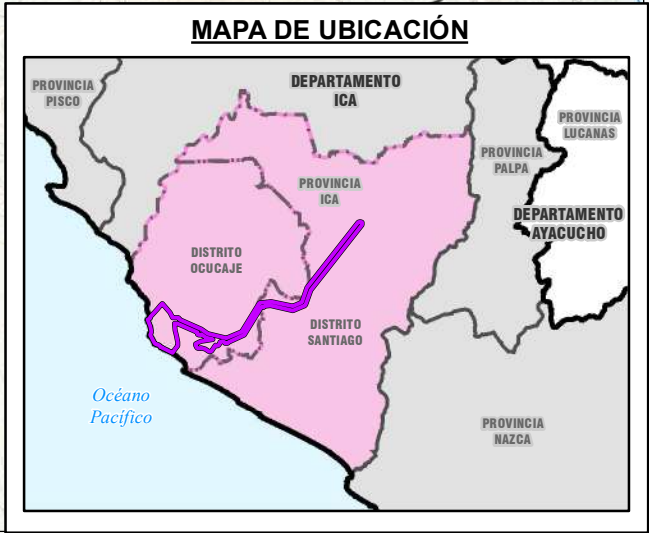 MAPA DE UBICACIÓN
PROVINCIA
PISCO
DEPARTAMENTO
ICA
PROVINCIA
LUCANAS
PROVINCIA
PALPA
PROVINCIA
ICA
DEPARTAMENTO
AYACUCHO
DISTRITO
OCUCAJE
DISTRITO
SANTIAGO
Océano
Pacífico
PROVINCIA
NAZCA